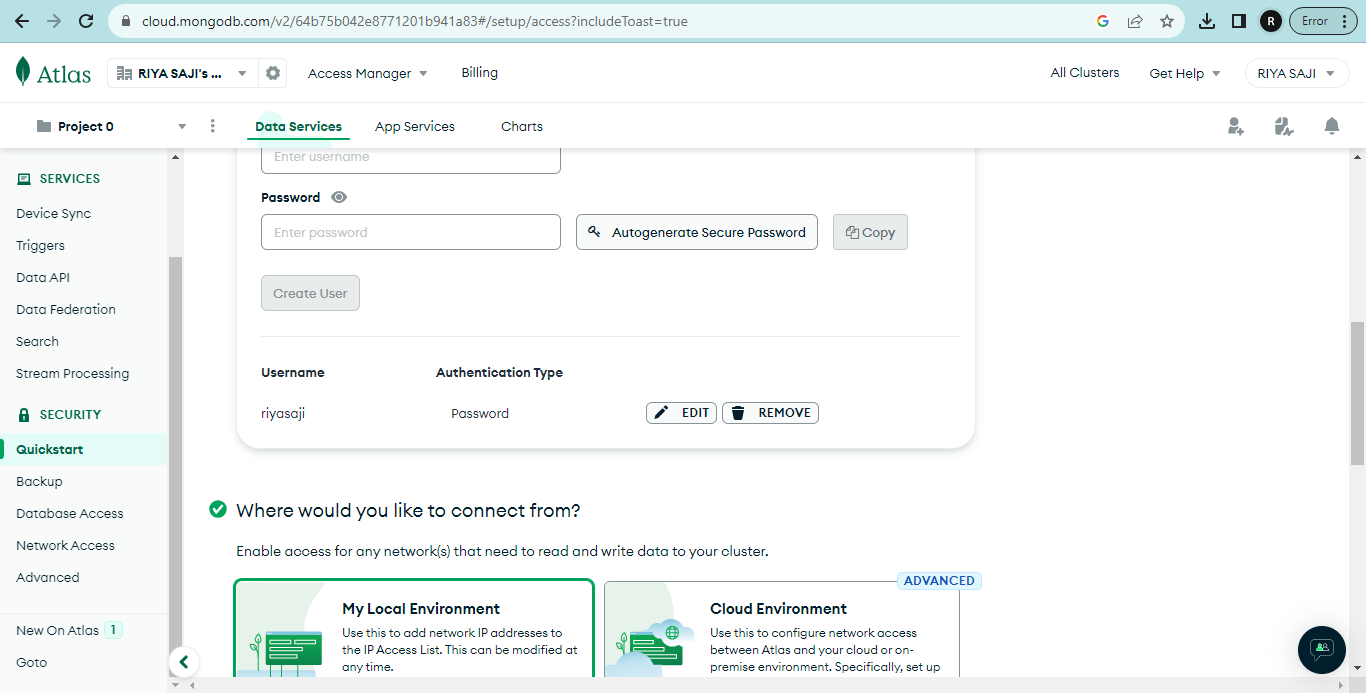 cloud.mongodb.com/v2/64b75b042e8771201b941a83#/setup/access?includeToast=true
R
Error
Atlas
RIYA SAJI's ...
Access Manager
Billing
All Clusters
Get Help
RIYA SAJI
Project 0
Data Services
App Services
Charts
SERVICES
Device Sync
Triggers
Data API
Data Federation
Search
Stream Processing
SECURITY
Quickstart
Backup
Database Access
Network Access
Advanced
New On Atlas 1
Goto
Enter username
Password
Enter password
Autogenerate Secure Password
Copy
Create User
Username
Authentication Type
riyasaji
Password
EDIT
REMOVE
Where would you like to connect from?
Enable access for any network(s) that need to read and write data to your cluster.
My Local Environment
Use this to add network IP addresses to
the IP Access List. This can be modified at
any time.
ADVANCED
Cloud Environment
Use this to configure network access
between Atlas and your cloud or on-
premise environment. Specifically, set up